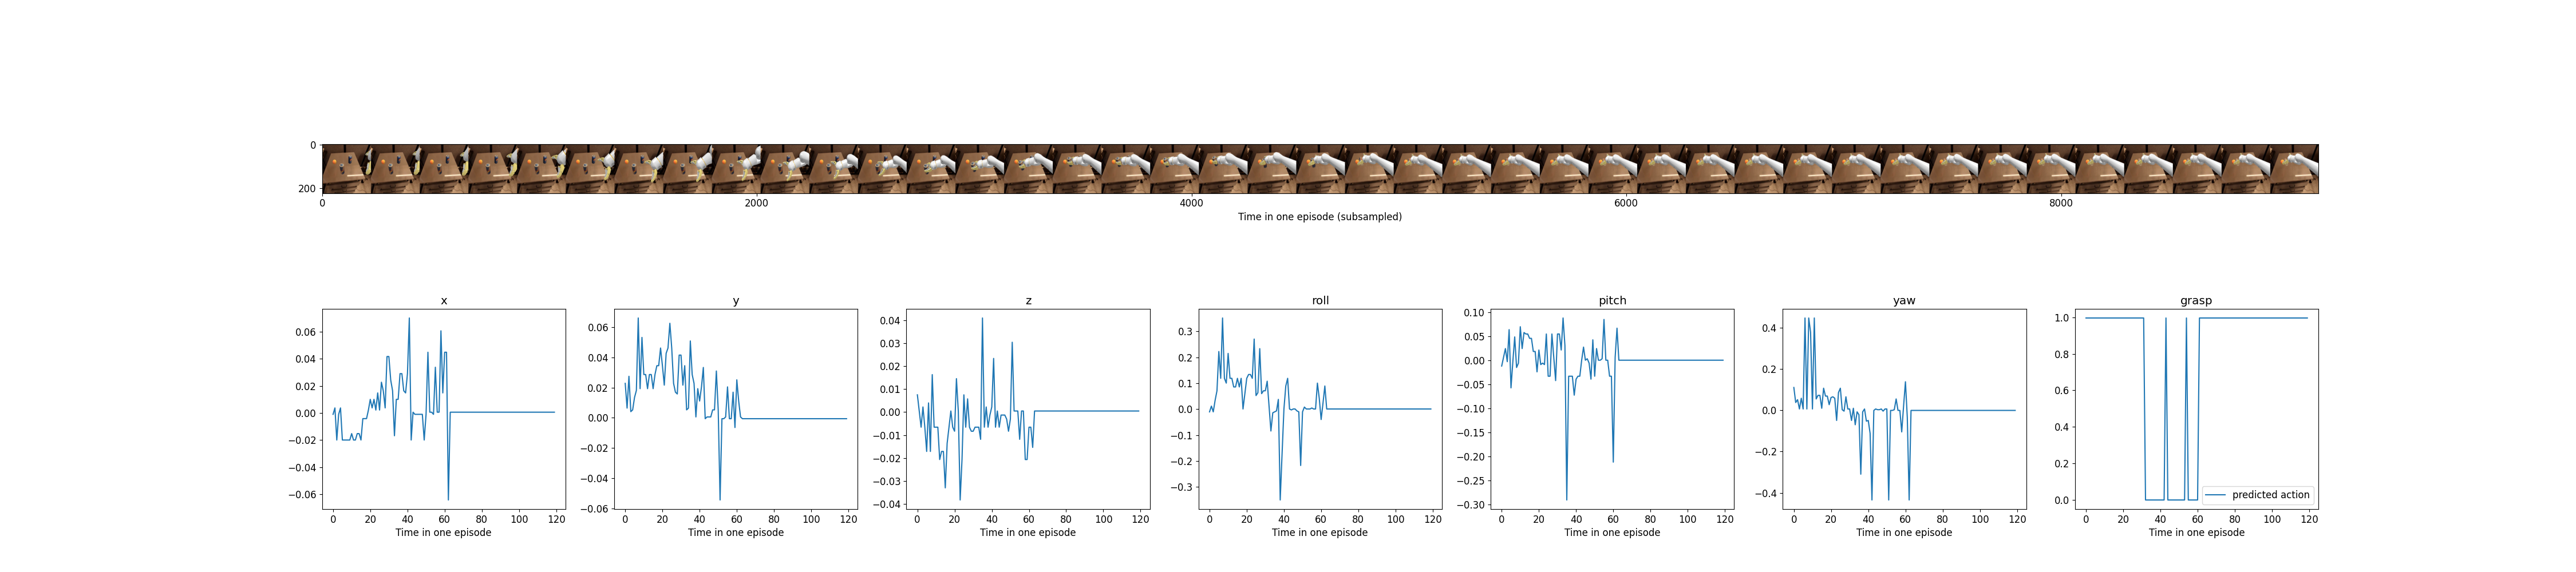 0
200
0 2000 4000 6000 8000
Time in one episode (subsampled)
x
0.06
0.04
0.02
0.00
−0.02
−0.04
−0.06
0 20 40 60 80 100 120
Time in one episode
y
0.06
0.04
0.02
0.00
−0.02
−0.04
−0.06
0 20 40 60 80 100 120
Time in one episode
z
0.04
0.03
0.02
0.01
0.00
−0.01
−0.02
−0.03
−0.04
0 20 40 60 80 100 120
Time in one episode
roll
0.3
0.2
0.1
0.0
−0.1
−0.2
−0.3
0 20 40 60 80 100 120
Time in one episode
pitch
0.10
0.05
0.00
−0.05
−0.10
−0.15
−0.20
−0.25
−0.30
0 20 40 60 80 100 120
Time in one episode
yaw
0.4
0.2
0.0
−0.2
−0.4
0 20 40 60 80 100 120
Time in one episode
grasp
1.0
0.8
0.6
0.4
0.2
0.0
predicted action
0 20 40 60 80 100 120
Time in one episode